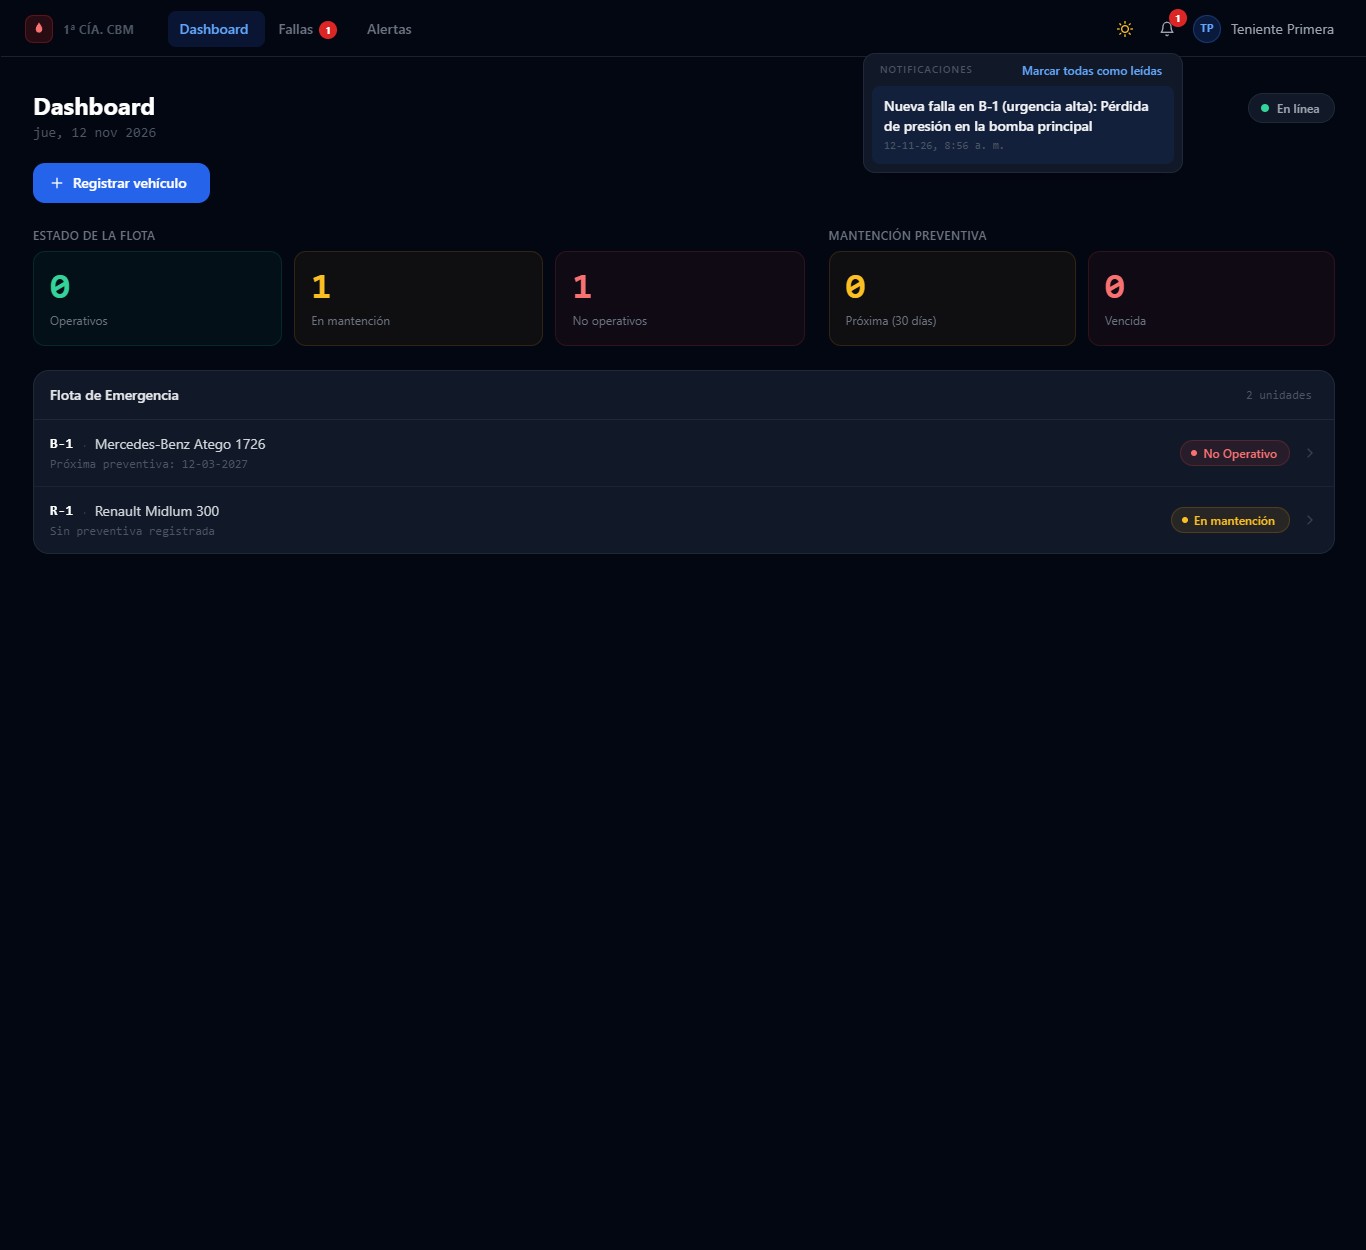 1ª CÍA. CBM
Dashboard
Fallas 1
Alertas
1
TP
Teniente Primera
NOTIFICACIONES
Marcar todas como leídas
Nueva falla en B-1 (urgencia alta): Pérdida
de presión en la bomba principal
12-11-26, 8:56 a. m.
Dashboard
jue, 12 nov 2026
En línea
+ Registrar vehículo
ESTADO DE LA FLOTA
0
Operativos
1
En mantención
1
No operativos
MANTENCIÓN PREVENTIVA
0
Próxima (30 días)
0
Vencida
Flota de Emergencia
2 unidades
B-1 · Mercedes-Benz Atego 1726
Próxima preventiva: 12-03-2027
No Operativo
R-1 · Renault Midlum 300
Sin preventiva registrada
En mantención